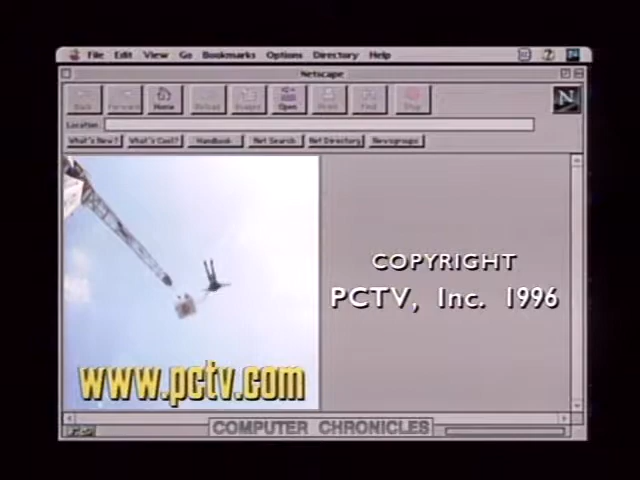 File Edit View Go Bookmarks Options Directory Help
Netscape
Back Forward Home Reload Images Open Print Find Stop
N
Location:
What's New? What's Cool? Handbook Net Search Net Directory Newsgroups
COPYRIGHT
PCTV, Inc. 1996
www.pctv.com
COMPUTER CHRONICLES